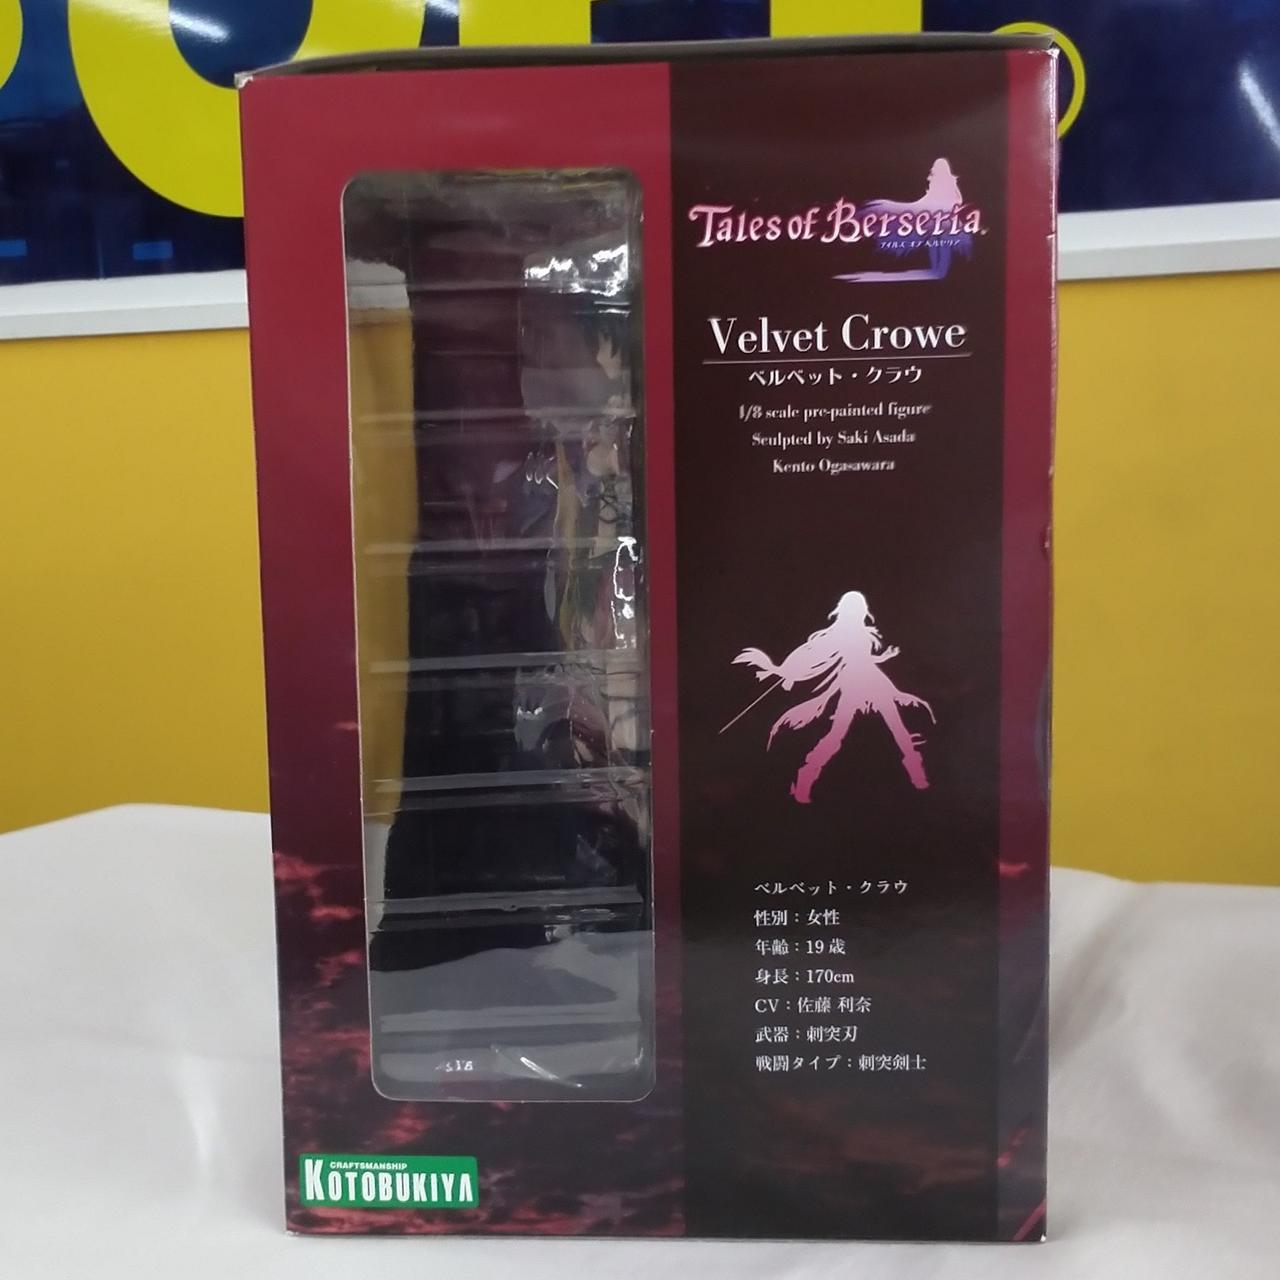 Tales of Berseria
テイルズ オブ ベルセリア
Velvet Crowe
ベルベット・クラウ
1/8 scale pre-painted figure
Sculpted by Saki Asada
Kento Ogasawara
ベルベット・クラウ
性別：女性
年齢：19歳
身長：170cm
CV：佐藤 利奈
武器：刺突刃
戦闘タイプ：刺突剣士
CRAFTSMANSHIP
KOTOBUKIYA